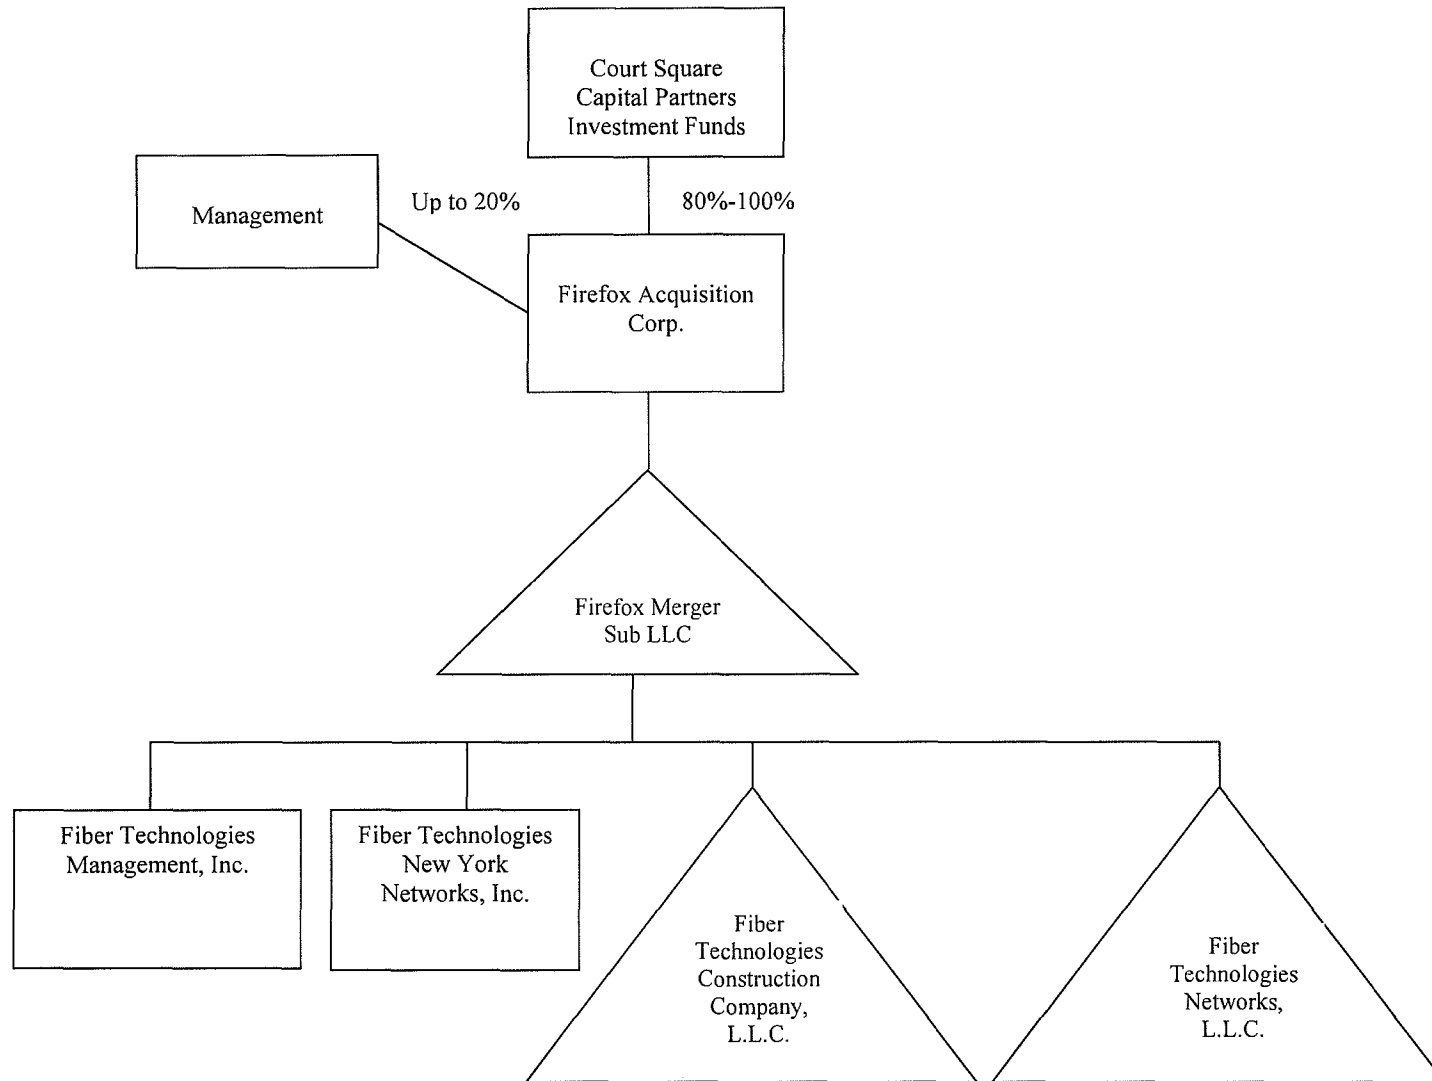 Court Square
Capital Partners
Investment Funds
Management
Up to 20%
80%-100%
Firefox Acquisition
Corp.
Firefox Merger
Sub LLC
Fiber Technologies
Management, Inc.
Fiber Technologies
New York
Networks, Inc.
Fiber
Technologies
Construction
Company,
L.L.C.
Fiber
Technologies
Networks,
L.L.C.